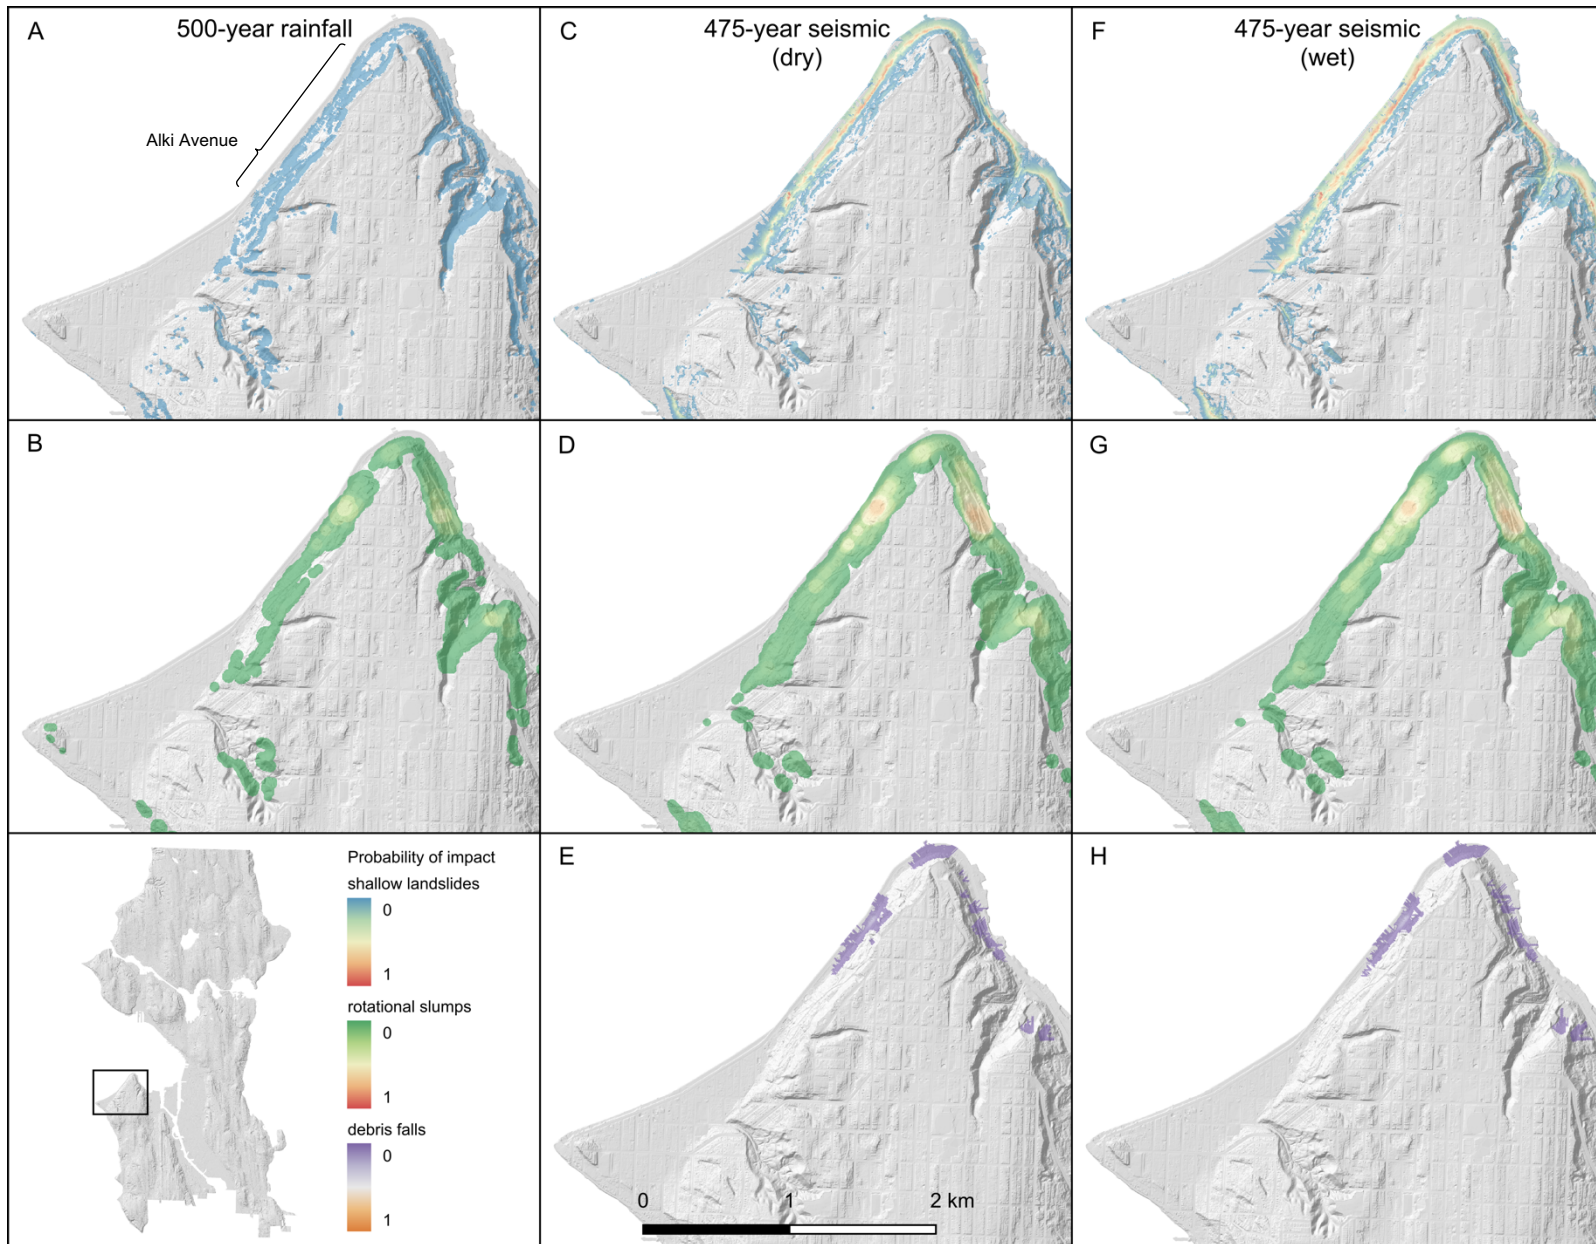 A
500-year rainfall
Alki Avenue
C
475-year seismic
(dry)
F
475-year seismic
(wet)
B
D
G
Probability of impact
shallow landslides
0
1
rotational slumps
0
1
debris falls
0
1
E
0 1 2 km
H